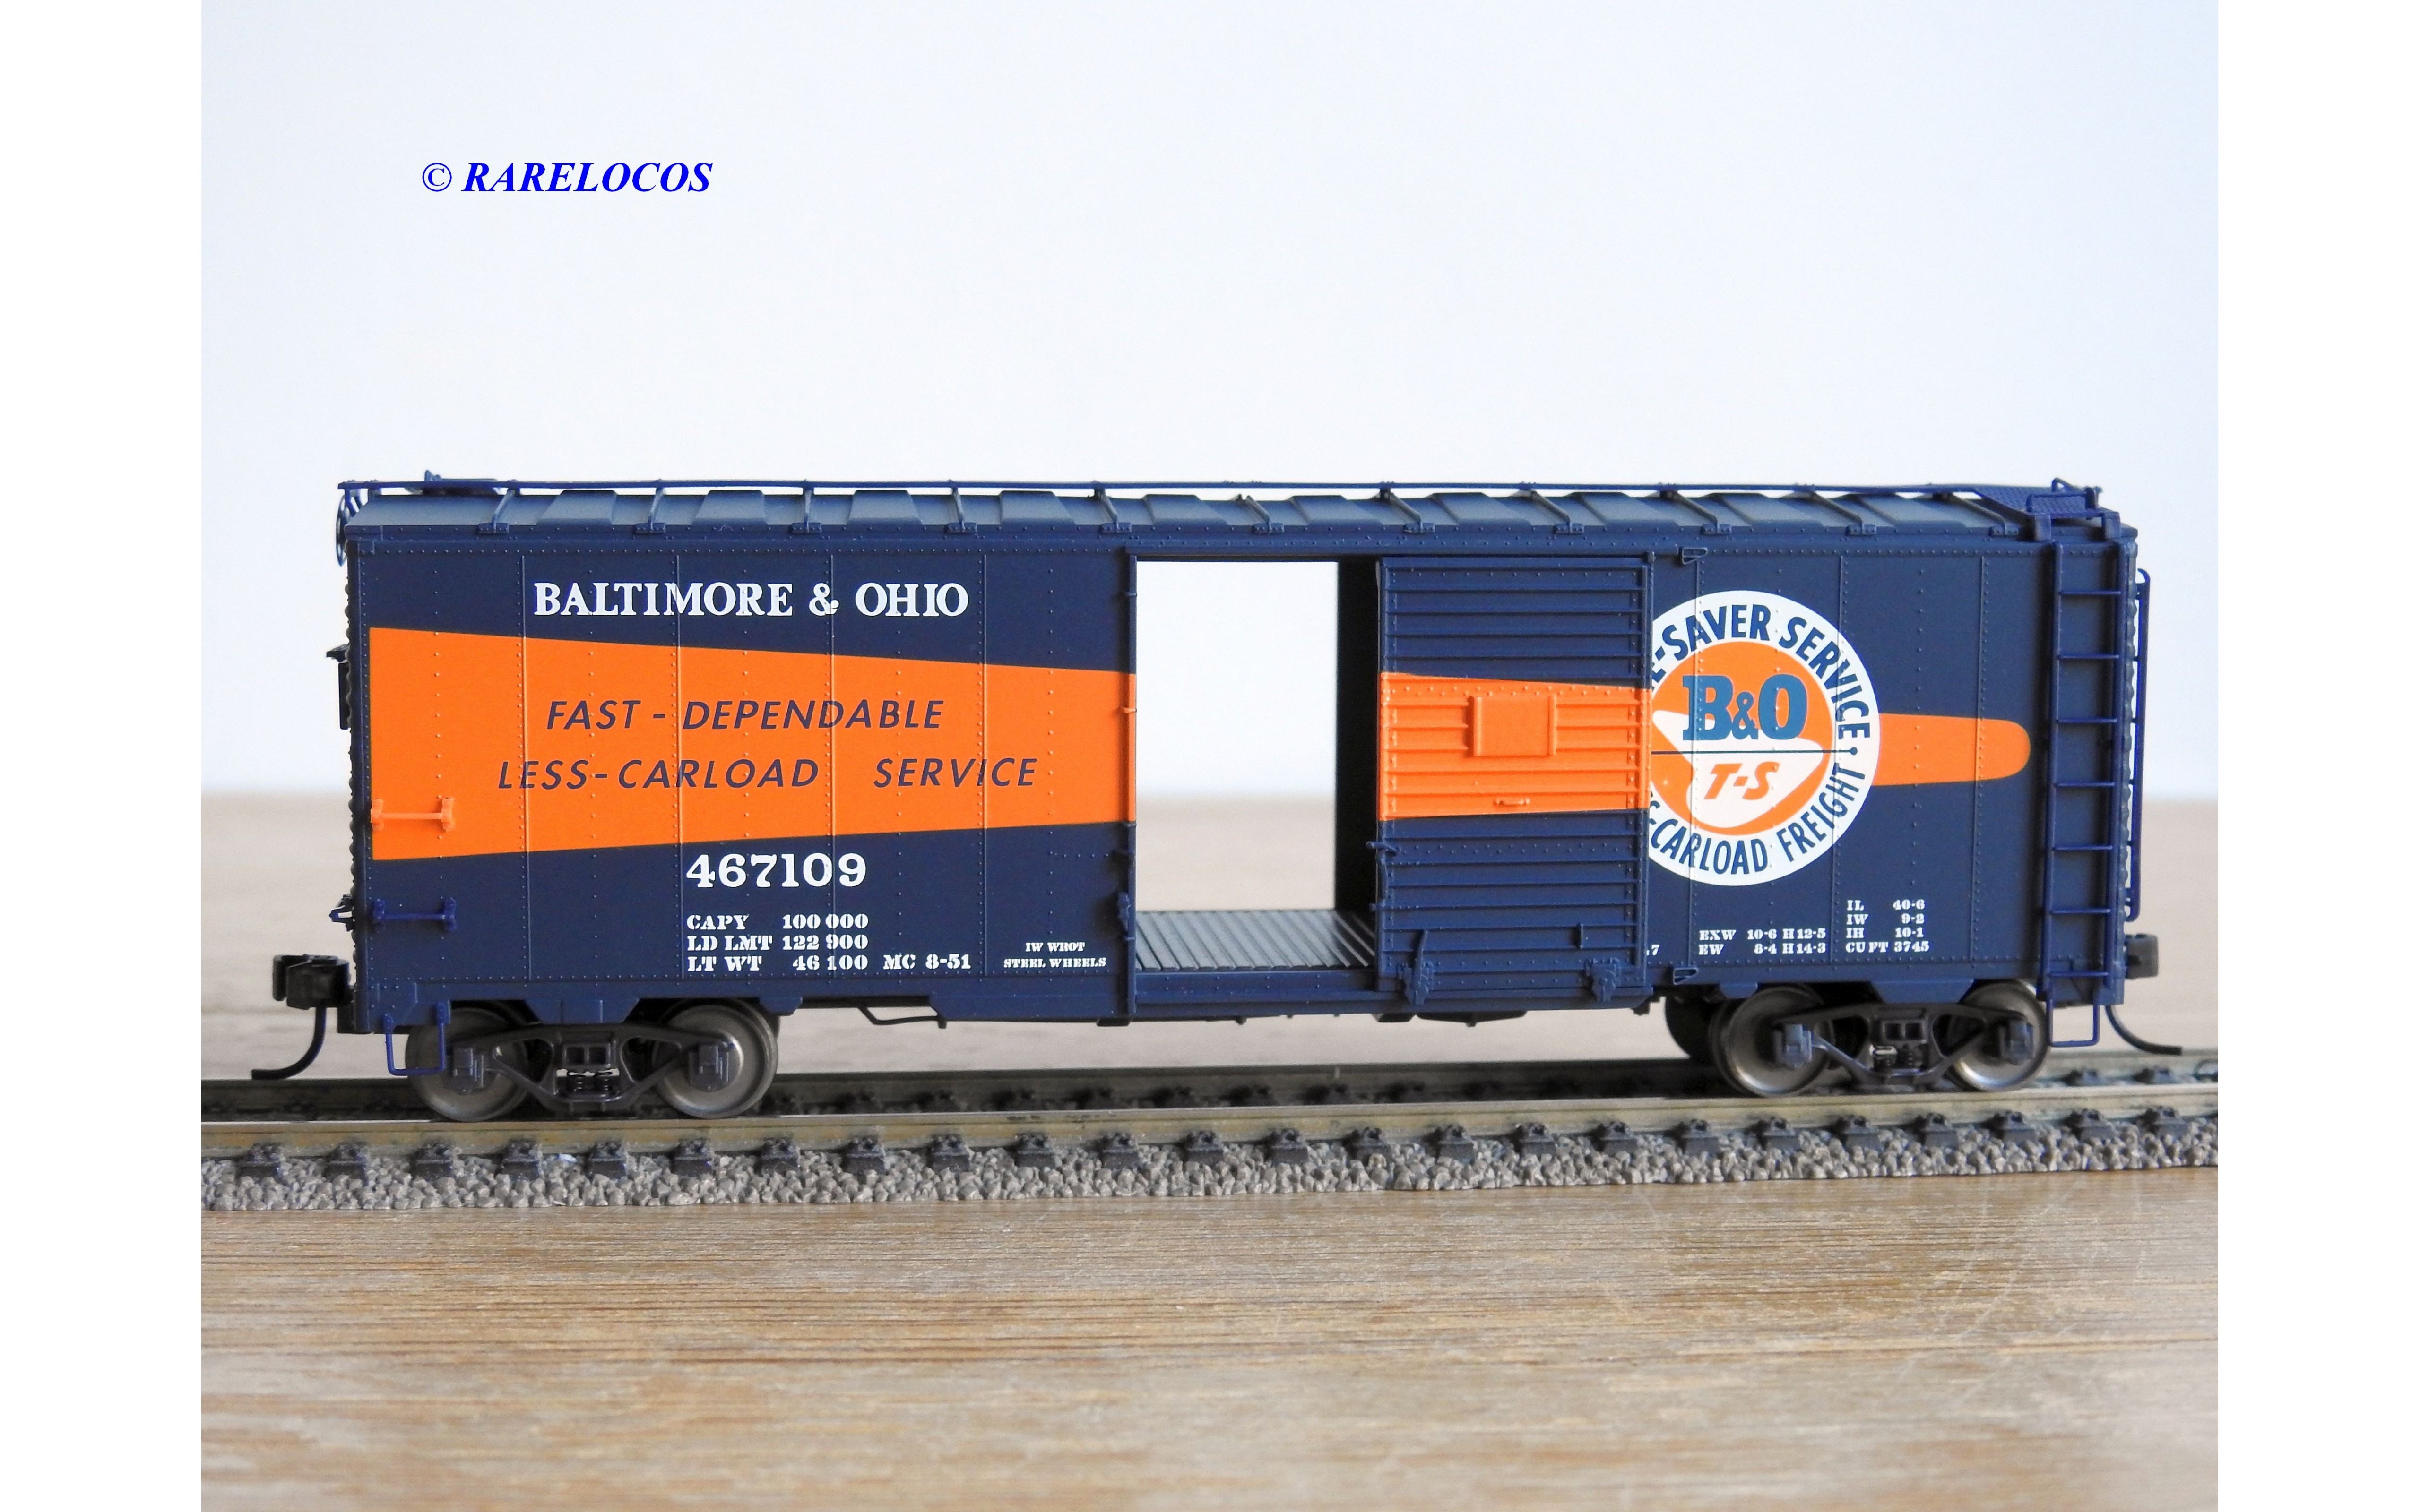 © RARELOCOS
BALTIMORE & OHIO
FAST - DEPENDABLE
LESS-CARLOAD SERVICE
467109
CAPY 100 000
LD LMT 122 900
LT WT 46 100 MC 8-51
IW WROT
STEEL WHEELS
-SAVER SERVICE
B&O
T-S
-CARLOAD FREIGHT
EXW 10-6 H 12-5
EW 8-4 H 14-3
IL 40-6
IW 9-2
IH 10-1
CU FT 3745